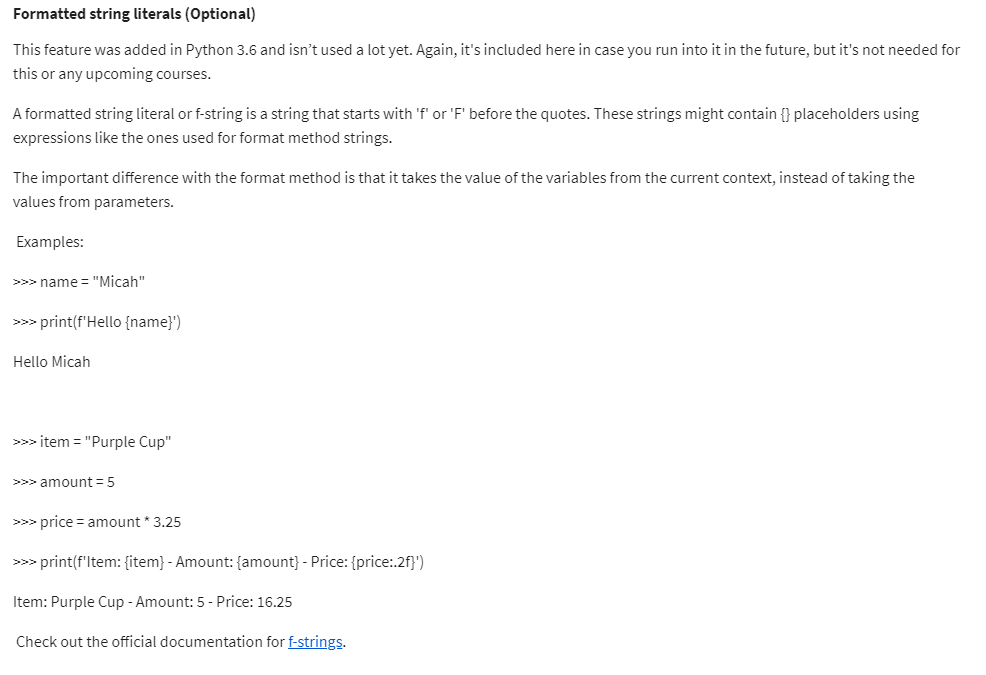 Formatted string literals (Optional)
This feature was added in Python 3.6 and isn’t used a lot yet. Again, it's included here in case you run into it in the future, but it's not needed for
this or any upcoming courses.
A formatted string literal or f-string is a string that starts with 'f' or 'F' before the quotes. These strings might contain {} placeholders using
expressions like the ones used for format method strings.
The important difference with the format method is that it takes the value of the variables from the current context, instead of taking the
values from parameters.
Examples:
>>> name = "Micah"
>>> print(f'Hello {name}')
Hello Micah
>>> item = "Purple Cup"
>>> amount = 5
>>> price = amount * 3.25
>>> print(f'Item: {item} - Amount: {amount} - Price: {price:.2f}')
Item: Purple Cup - Amount: 5 - Price: 16.25
Check out the official documentation for f-strings.